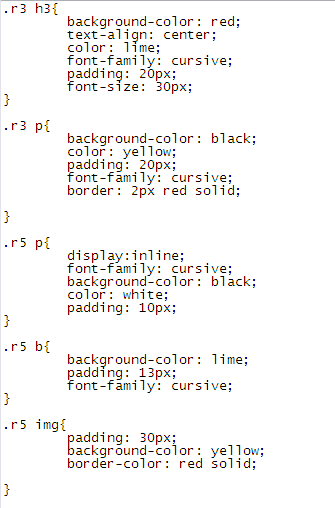 .r3 h3{
        background-color: red;
        text-align: center;
        color: lime;
        font-family: cursive;
        padding: 20px;
        font-size: 30px;
}

.r3 p{
        background-color: black;
        color: yellow;
        padding: 20px;
        font-family: cursive;
        border: 2px red solid;

}

.r5 p{
        display:inline;
        font-family: cursive;
        background-color: black;
        color: white;
        padding: 10px;
}

.r5 b{
        background-color: lime;
        padding: 13px;
        font-family: cursive;
}

.r5 img{
        padding: 30px;
        background-color: yellow;
        border-color: red solid;

}